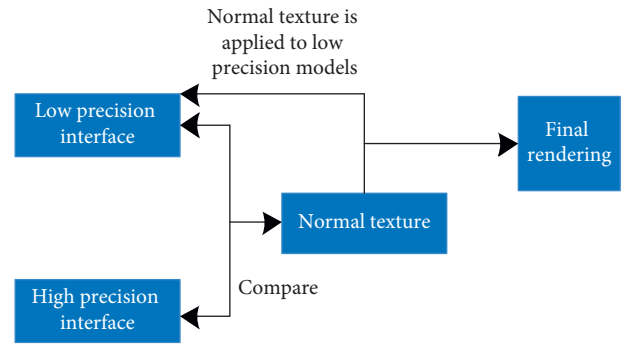 Normal texture is
applied to low
precision models
Low precision
interface
Final
rendering
Normal texture
Compare
High precision
interface